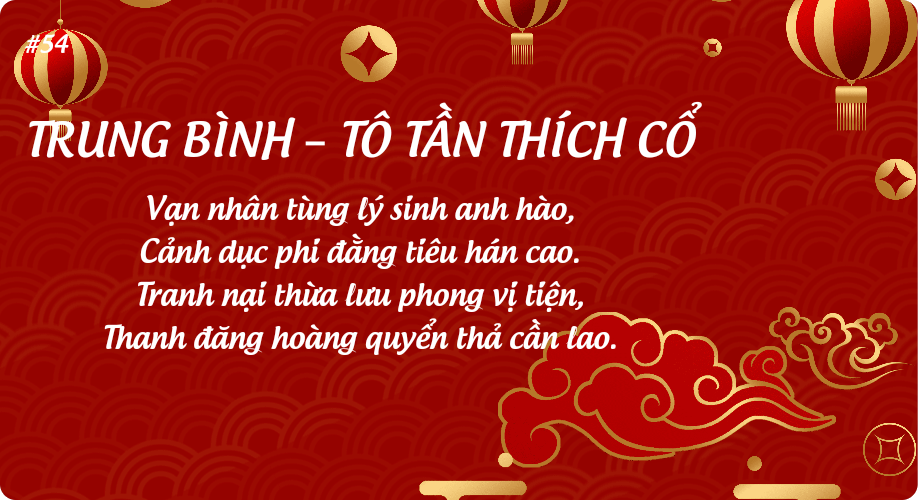 #54
TRUNG BÌNH – TÔ TẦN THÍCH CỔ
Vạn nhân tùng lý sinh anh hào,
Cảnh dục phi đằng tiêu hán cao.
Tranh nại thừa lưu phong vị tiện,
Thanh đăng hoàng quyển thả cần lao.